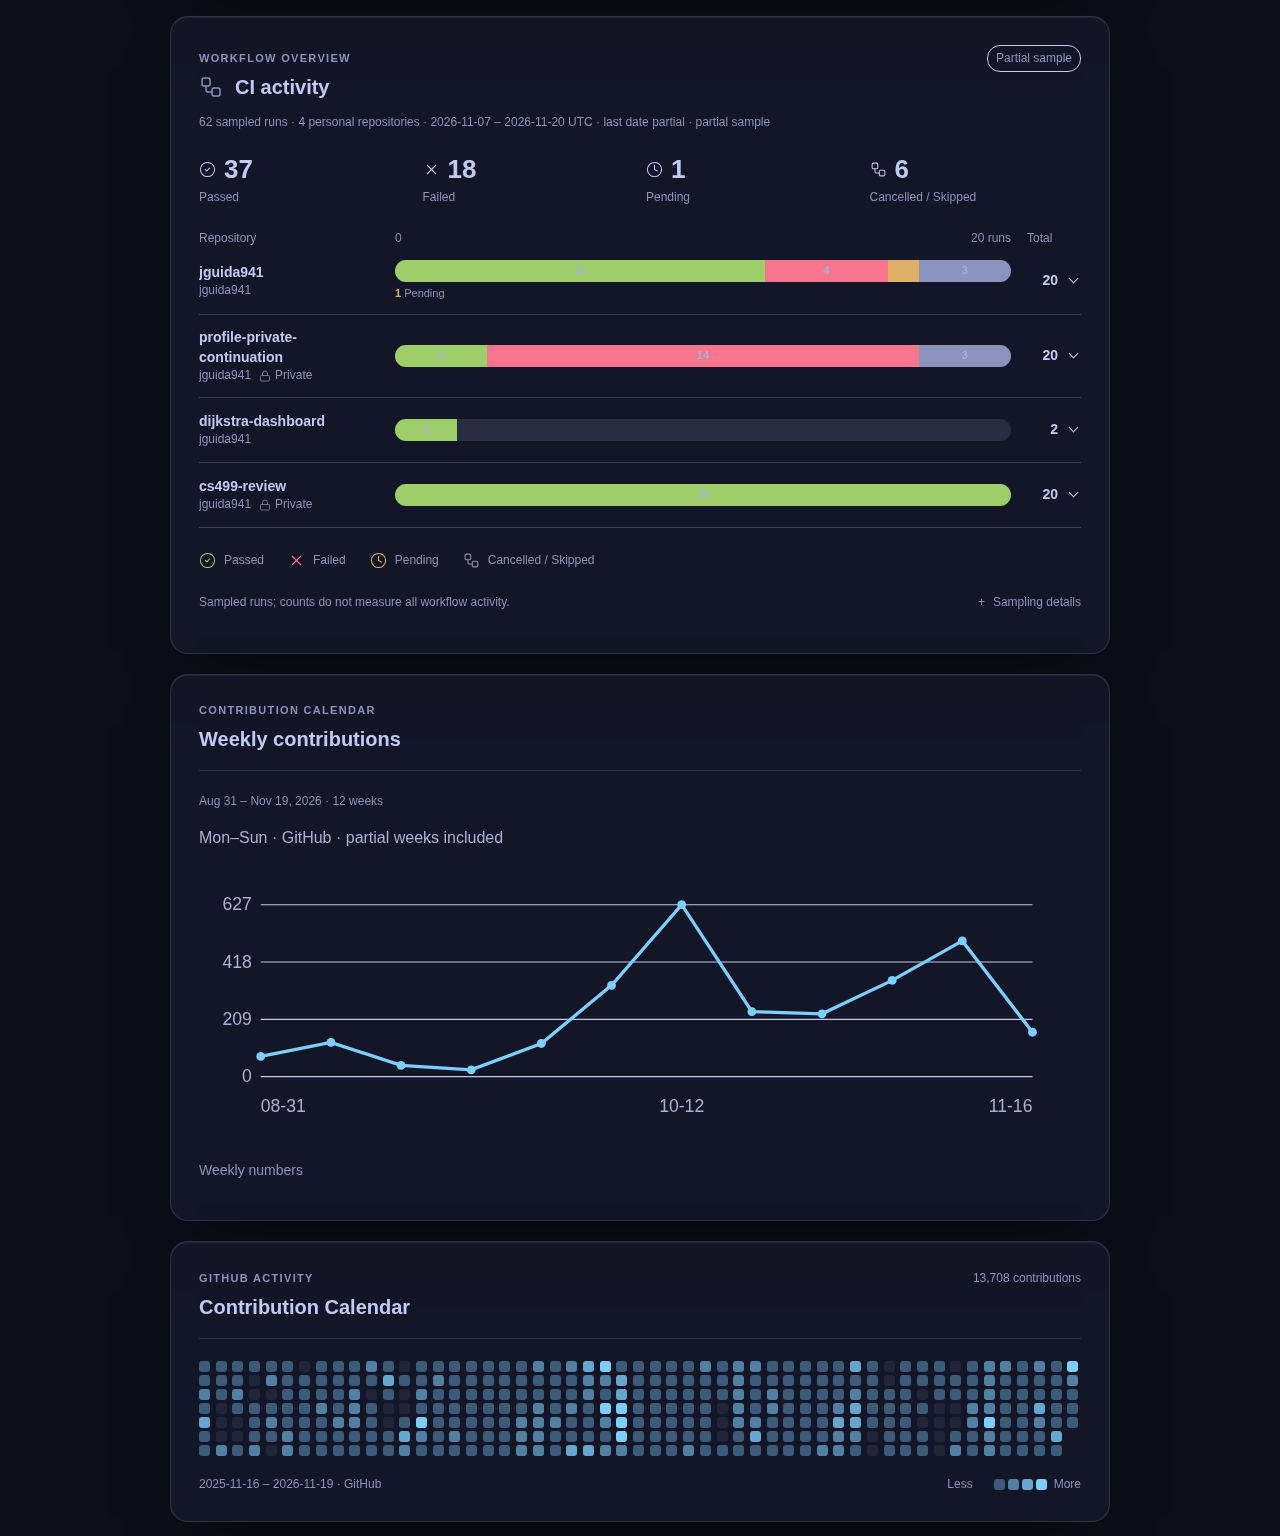 WORKFLOW OVERVIEW
Partial sample
CI activity
62 sampled runs · 4 personal repositories · 2026-11-07 – 2026-11-20 UTC · last date partial · partial sample
37 18 1 6
Passed Failed Pending Cancelled / Skipped
Repository 0 20 runs Total
jguida941
jguida941
4 3
20
1 Pending
profile-private-
continuation
jguida941 Private
14 3
20
dijkstra-dashboard
jguida941
2
cs499-review
jguida941 Private
20
Passed Failed Pending Cancelled / Skipped
Sampled runs; counts do not measure all workflow activity.
+ Sampling details
CONTRIBUTION CALENDAR
Weekly contributions
Aug 31 – Nov 19, 2026 · 12 weeks
Mon–Sun · GitHub · partial weeks included
627
418
209
0
08-31 10-12 11-16
Weekly numbers
GITHUB ACTIVITY
13,708 contributions
Contribution Calendar
2025-11-16 – 2026-11-19 · GitHub
Less More